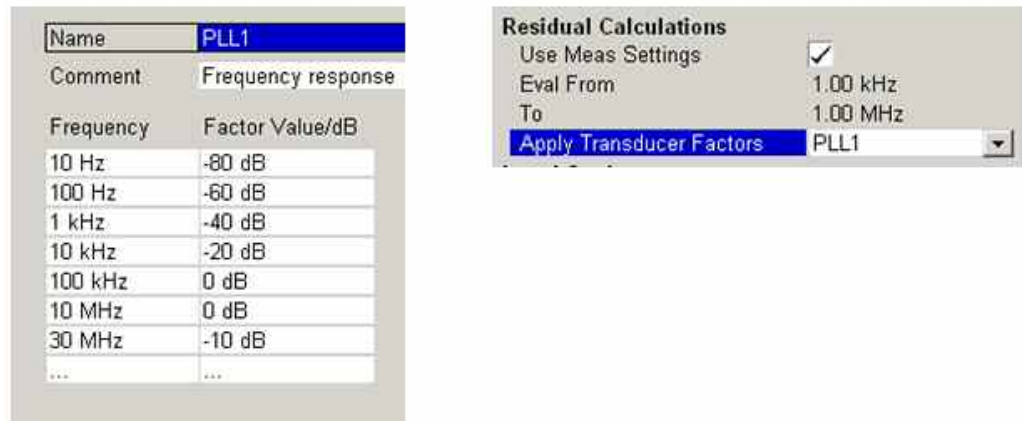 Name PLL1
Comment Frequency response
Frequency Factor Value/dB
10 Hz -80 dB
100 Hz -60 dB
1 kHz -40 dB
10 kHz -20 dB
100 kHz 0 dB
10 MHz 0 dB
30 MHz -10 dB
... ...
Residual Calculations
Use Meas Settings
Eval From 1.00 kHz
To 1.00 MHz
Apply Transducer Factors PLL1